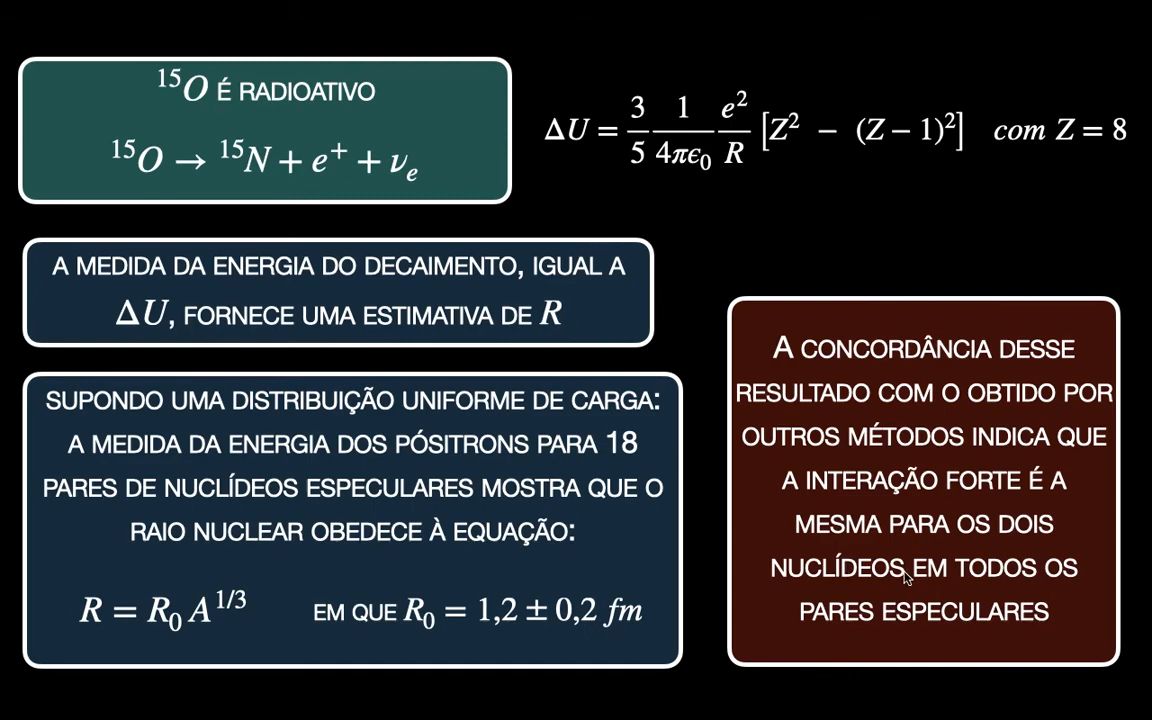 ¹⁵O É RADIOATIVO
¹⁵O → ¹⁵N + e⁺ + νₑ
ΔU = 3/5 1/4πϵ₀ e²/R [Z² − (Z − 1)²] com Z = 8
A MEDIDA DA ENERGIA DO DECAIMENTO, IGUAL A
ΔU, FORNECE UMA ESTIMATIVA DE R
SUPONDO UMA DISTRIBUIÇÃO UNIFORME DE CARGA:
A MEDIDA DA ENERGIA DOS PÓSITRONS PARA 18
PARES DE NUCLÍDEOS ESPECULARES MOSTRA QUE O
RAIO NUCLEAR OBEDECE À EQUAÇÃO:
R = R₀ A^{1/3} EM QUE R₀ = 1,2 ± 0,2 fm
A CONCORDÂNCIA DESSE
RESULTADO COM O OBTIDO POR
OUTROS MÉTODOS INDICA QUE
A INTERAÇÃO FORTE É A
MESMA PARA OS DOIS
NUCLÍDEOS EM TODOS OS
PARES ESPECULARES